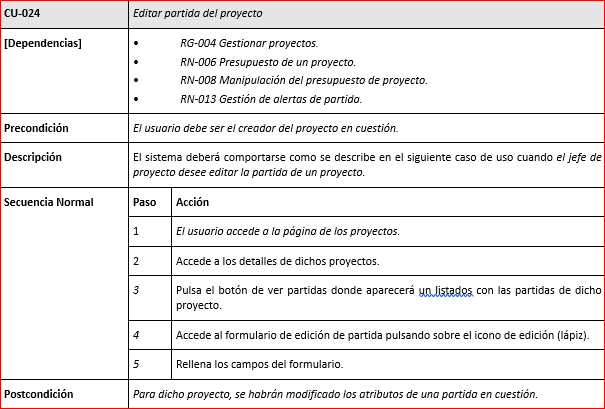 CU-024 Editar partida del proyecto
[Dependencias] • RG-004 Gestionar proyectos.
• RN-006 Presupuesto de un proyecto.
• RN-008 Manipulación del presupuesto de proyecto.
• RN-013 Gestión de alertas de partida.
Precondición El usuario debe ser el creador del proyecto en cuestión.
Descripción El sistema deberá comportarse como se describe en el siguiente caso de uso cuando el jefe de
proyecto desee editar la partida de un proyecto.
Secuencia Normal Paso Acción
1 El usuario accede a la página de los proyectos.
2 Accede a los detalles de dichos proyectos.
3 Pulsa el botón de ver partidas donde aparecerá un listados con las partidas de dicho
proyecto.
4 Accede al formulario de edición de partida pulsando sobre el icono de edición (lápiz).
5 Rellena los campos del formulario.
Postcondición Para dicho proyecto, se habrán modificado los atributos de una partida en cuestión.